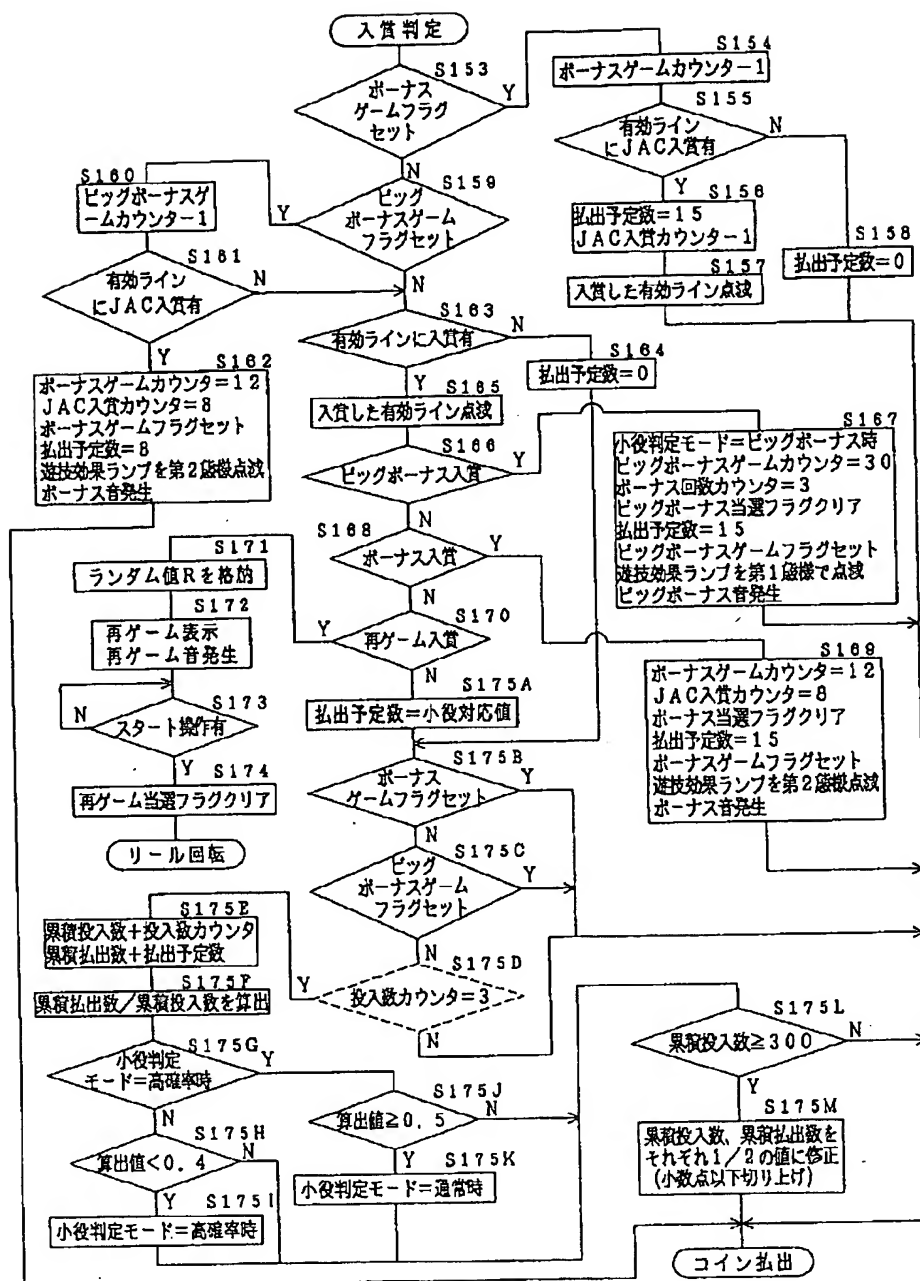 入賞判定
S153
ボーナス
ゲームフラグ
セット
Y
N
S154
ボーナスゲームカウンター1
S155
有効ライン
にJAC入賞有
N
Y
S156
払出予定数=15
JAC入賞カウンター1
S157
入賞した有効ライン点滅
S158
払出予定数=0
S159
ビッグ
ボーナスゲーム
フラグセット
Y
N
S160
ビッグボーナスゲ
ームカウンター1
S161
有効ライン
にJAC入賞有
N
Y
S162
ボーナスゲームカウンタ=12
JAC入賞カウンタ=8
ボーナスゲームフラグセット
払出予定数=8
遊技効果ランプを第2態様点滅
ボーナス音発生
S163
有効ラインに入賞有
N
Y
S164
払出予定数=0
S165
入賞した有効ライン点滅
S166
ビッグボーナス入賞
Y
N
S167
小役判定モード=ビッグボーナス時
ビッグボーナスゲームカウンタ=30
ボーナス回数カウンタ=3
ビッグボーナス当選フラグクリア
払出予定数=15
ビッグボーナスゲームフラグセット
遊技効果ランプを第1態様で点滅
ビッグボーナス音発生
S168
ボーナス入賞
Y
N
S169
ボーナスゲームカウンタ=12
JAC入賞カウンタ=8
ボーナス当選フラグクリア
払出予定数=15
ボーナスゲームフラグセット
遊技効果ランプを第2態様点滅
ボーナス音発生
S170
再ゲーム入賞
Y
N
S171
ランダム値Rを格納
S172
再ゲーム表示
再ゲーム音発生
S173
スタート操作有
N
Y
S174
再ゲーム当選フラグクリア
リール回転
S175A
払出予定数=小役対応値
S175B
ボーナス
ゲームフラグセット
Y
N
S175C
ビッグ
ボーナスゲーム
フラグセット
Y
N
S175D
投入数カウンタ=3
Y
N
S175E
累積投入数+投入数カウンタ
累積払出数+払出予定数
S175F
累積払出数/累積投入数を算出
S175G
小役判定
モード=高確率時
Y
N
S175H
算出値<0.4
N
Y
S175I
小役判定モード=高確率時
S175J
算出値≧0.5
N
Y
S175K
小役判定モード=通常時
S175L
累積投入数≧300
N
Y
S175M
累積投入数、累積払出数を
それぞれ1/2の値に修正
(小数点以下切り上げ)
コイン払出